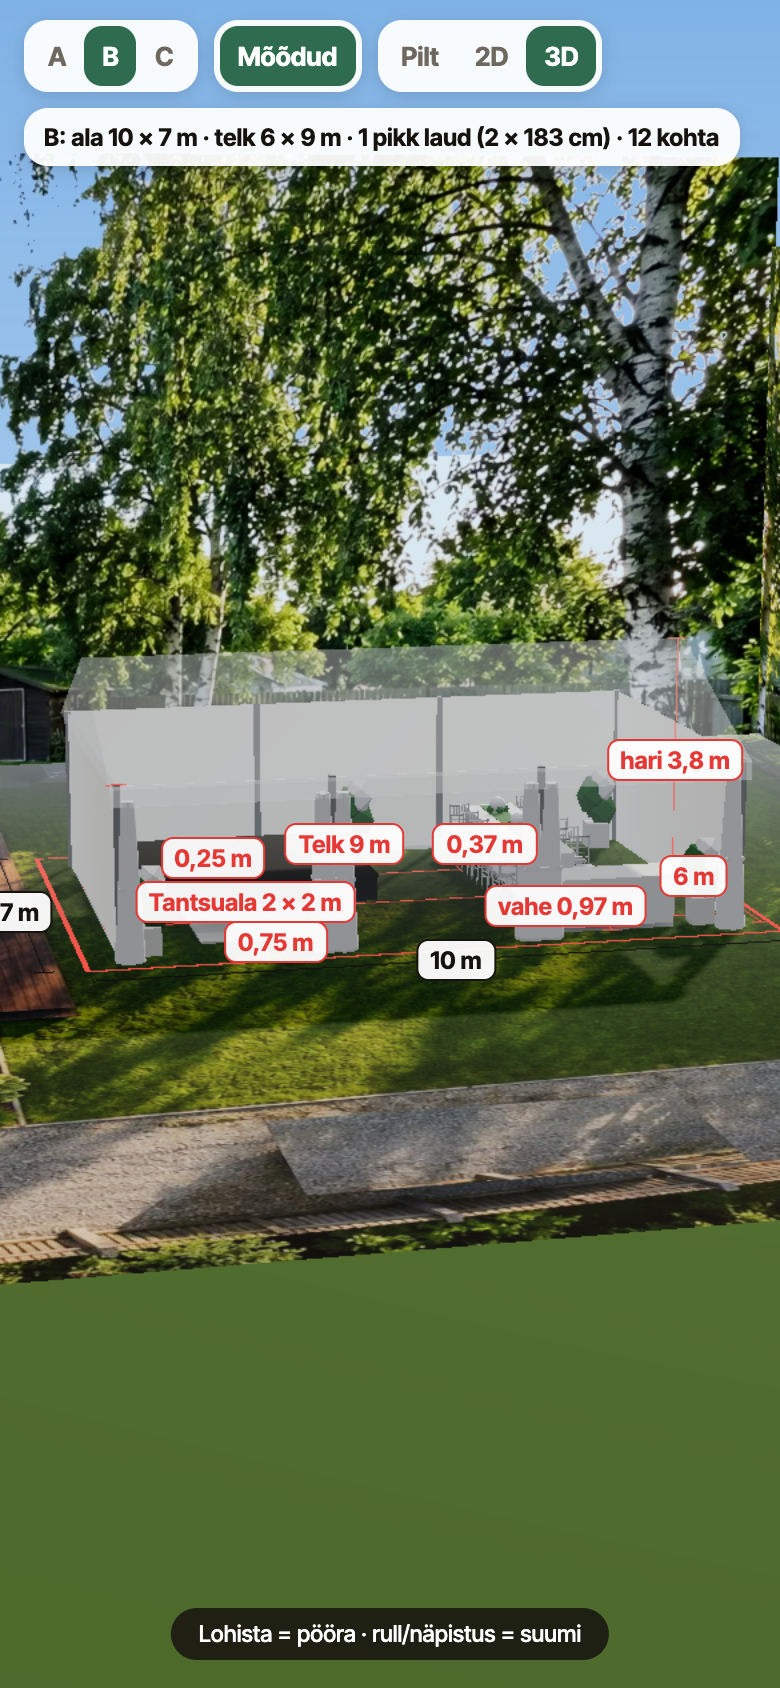 A B C Mõõdud Pilt 2D 3D
B: ala 10 × 7 m · telk 6 × 9 m · 1 pikk laud (2 × 183 cm) · 12 kohta
hari 3,8 m
0,25 m
Telk 9 m
0,37 m
6 m
Tantsuala 2 × 2 m
vahe 0,97 m
7 m
0,75 m
10 m
Lohista = pööra · rull/näpistus = suumi